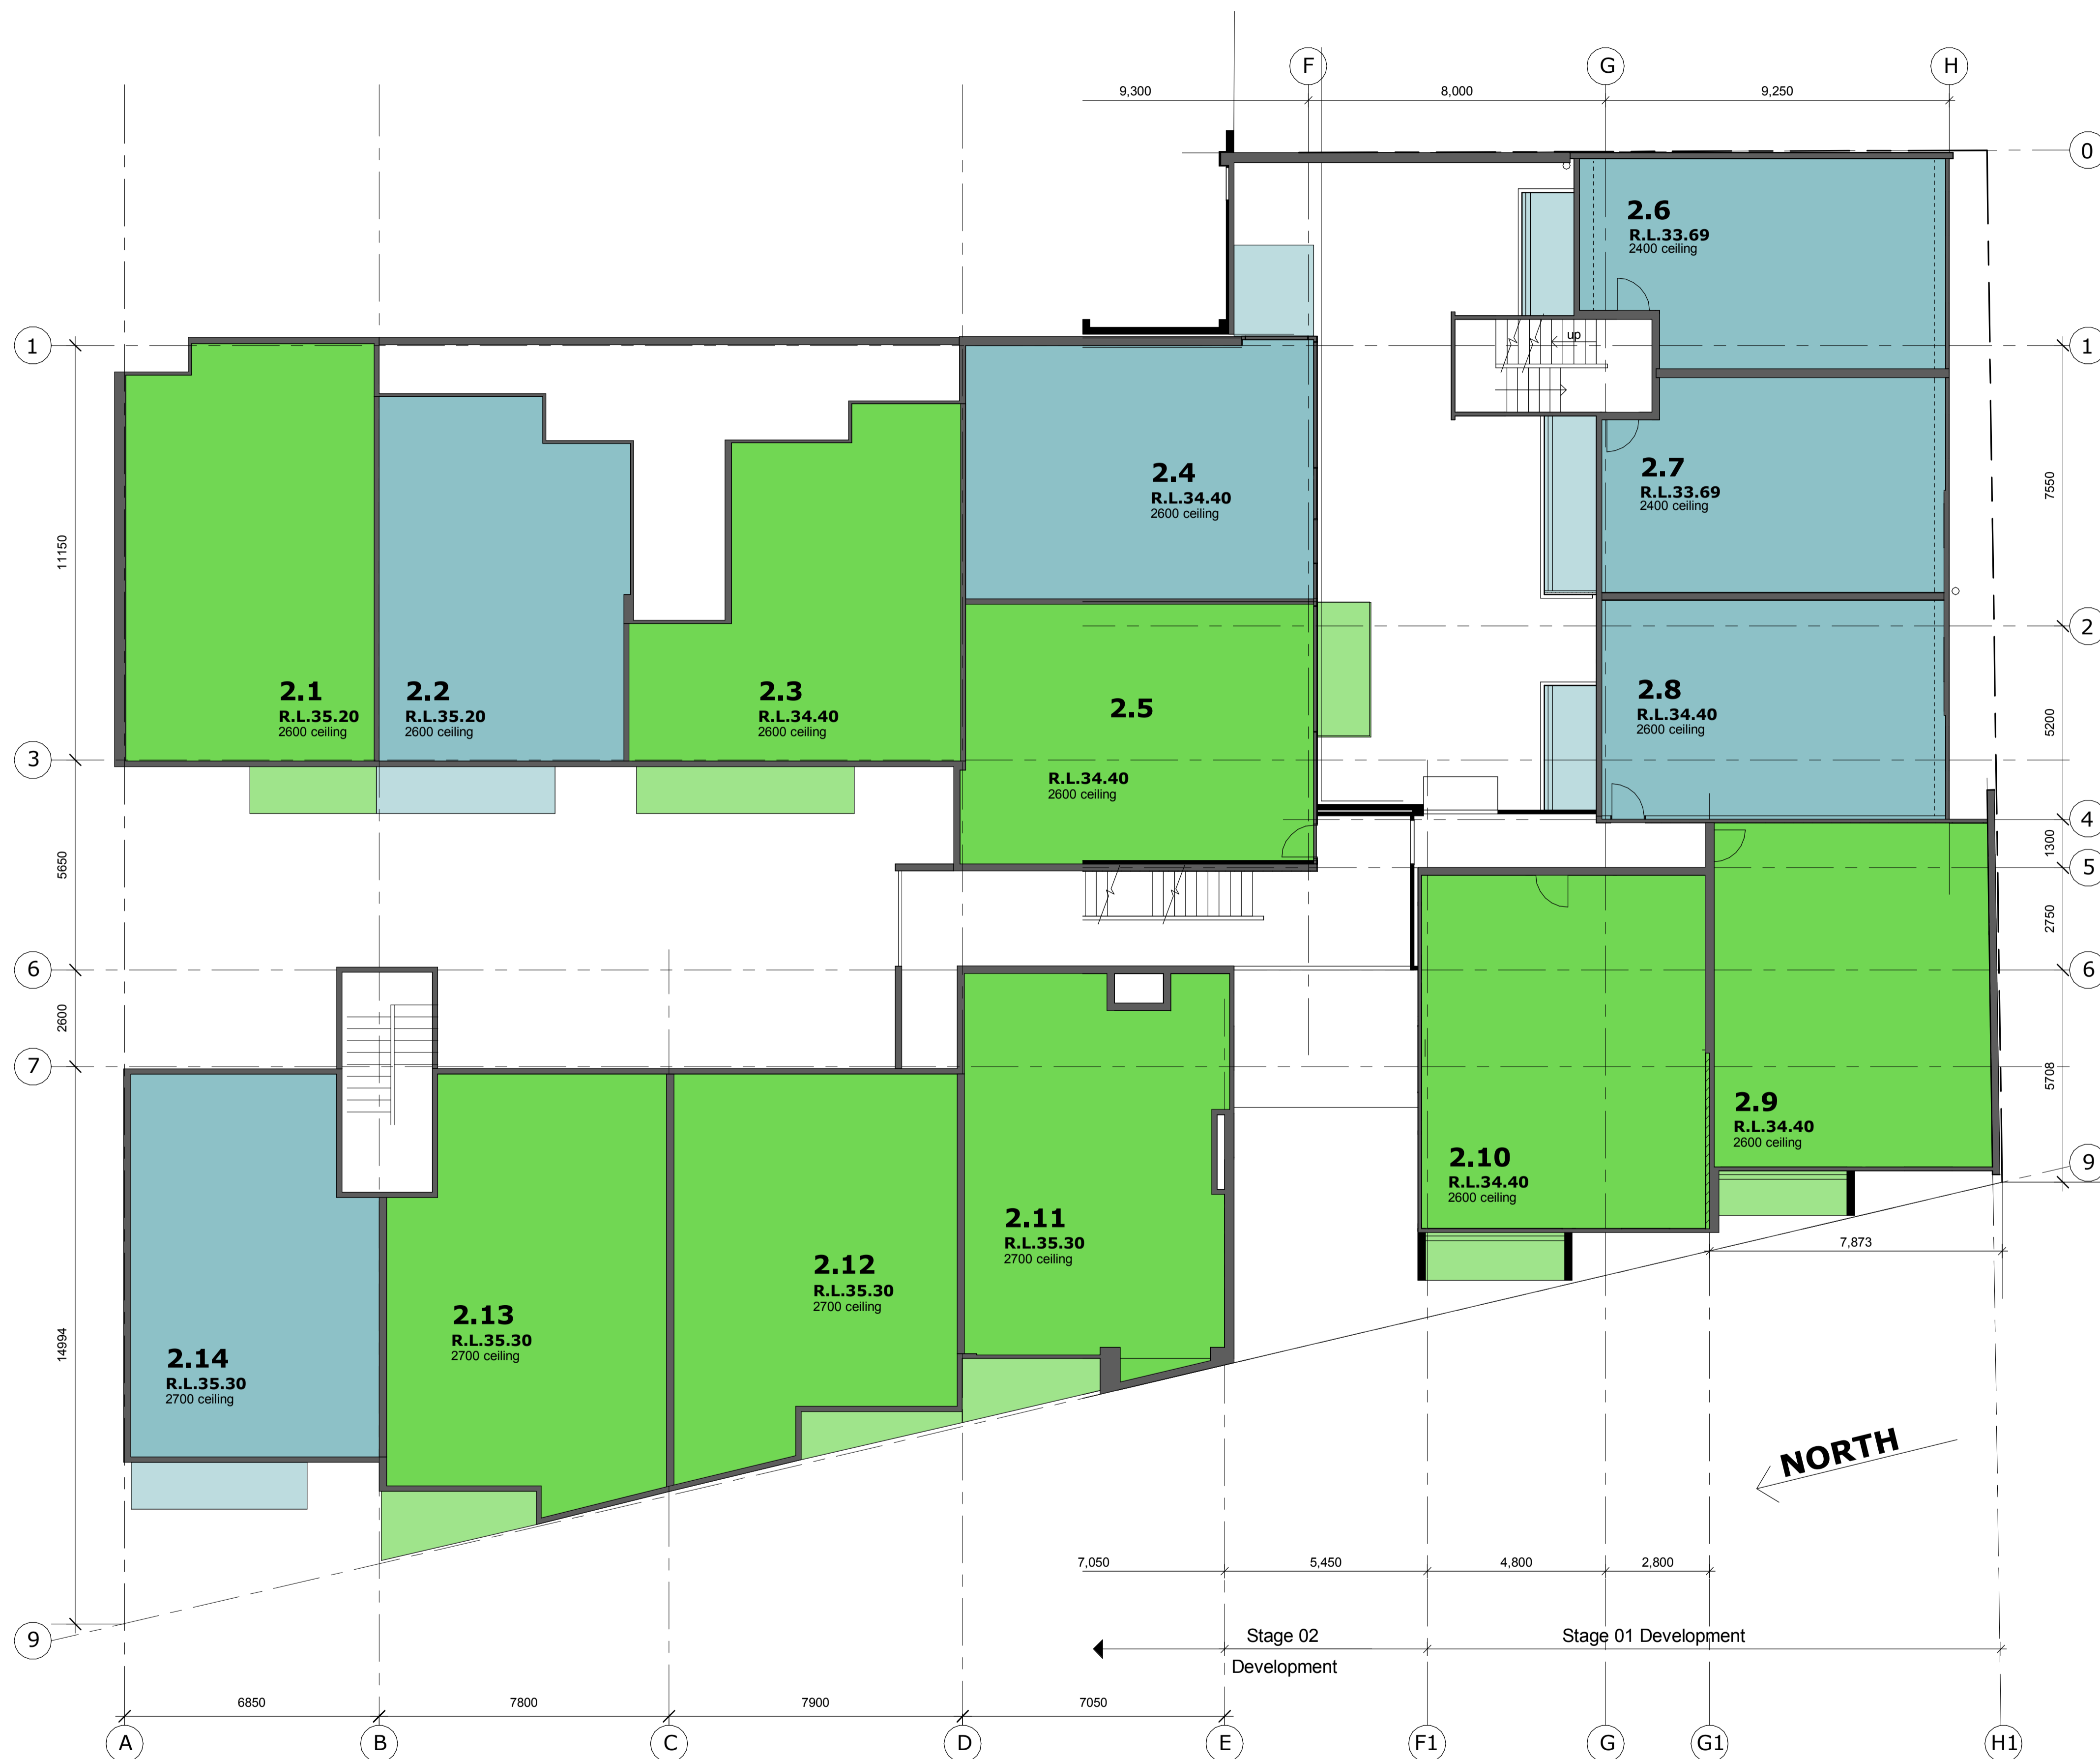 F
G
H
9,300
8,000
9,250
0
2.6
R.L.33.69
2400 ceiling
up
1
1
2.4
R.L.34.40
2600 ceiling
2.7
R.L.33.69
2400 ceiling
7550
11150
2
2.1
R.L.35.20
2600 ceiling
2.2
R.L.35.20
2600 ceiling
2.3
R.L.34.40
2600 ceiling
2.5
R.L.34.40
2600 ceiling
2.8
R.L.34.40
2600 ceiling
5200
3
4
1300
5
5650
2750
6
6
2600
7
5708
2.9
R.L.34.40
2600 ceiling
2.10
R.L.34.40
2600 ceiling
9
2.11
R.L.35.30
2700 ceiling
2.12
R.L.35.30
2700 ceiling
2.13
R.L.35.30
2700 ceiling
2.14
R.L.35.30
2700 ceiling
14994
7,873
NORTH
7,050
5,450
4,800
2,800
9
Stage 02
Development
Stage 01 Development
6850
7800
7900
7050
A
B
C
D
E
F1
G
G1
H1